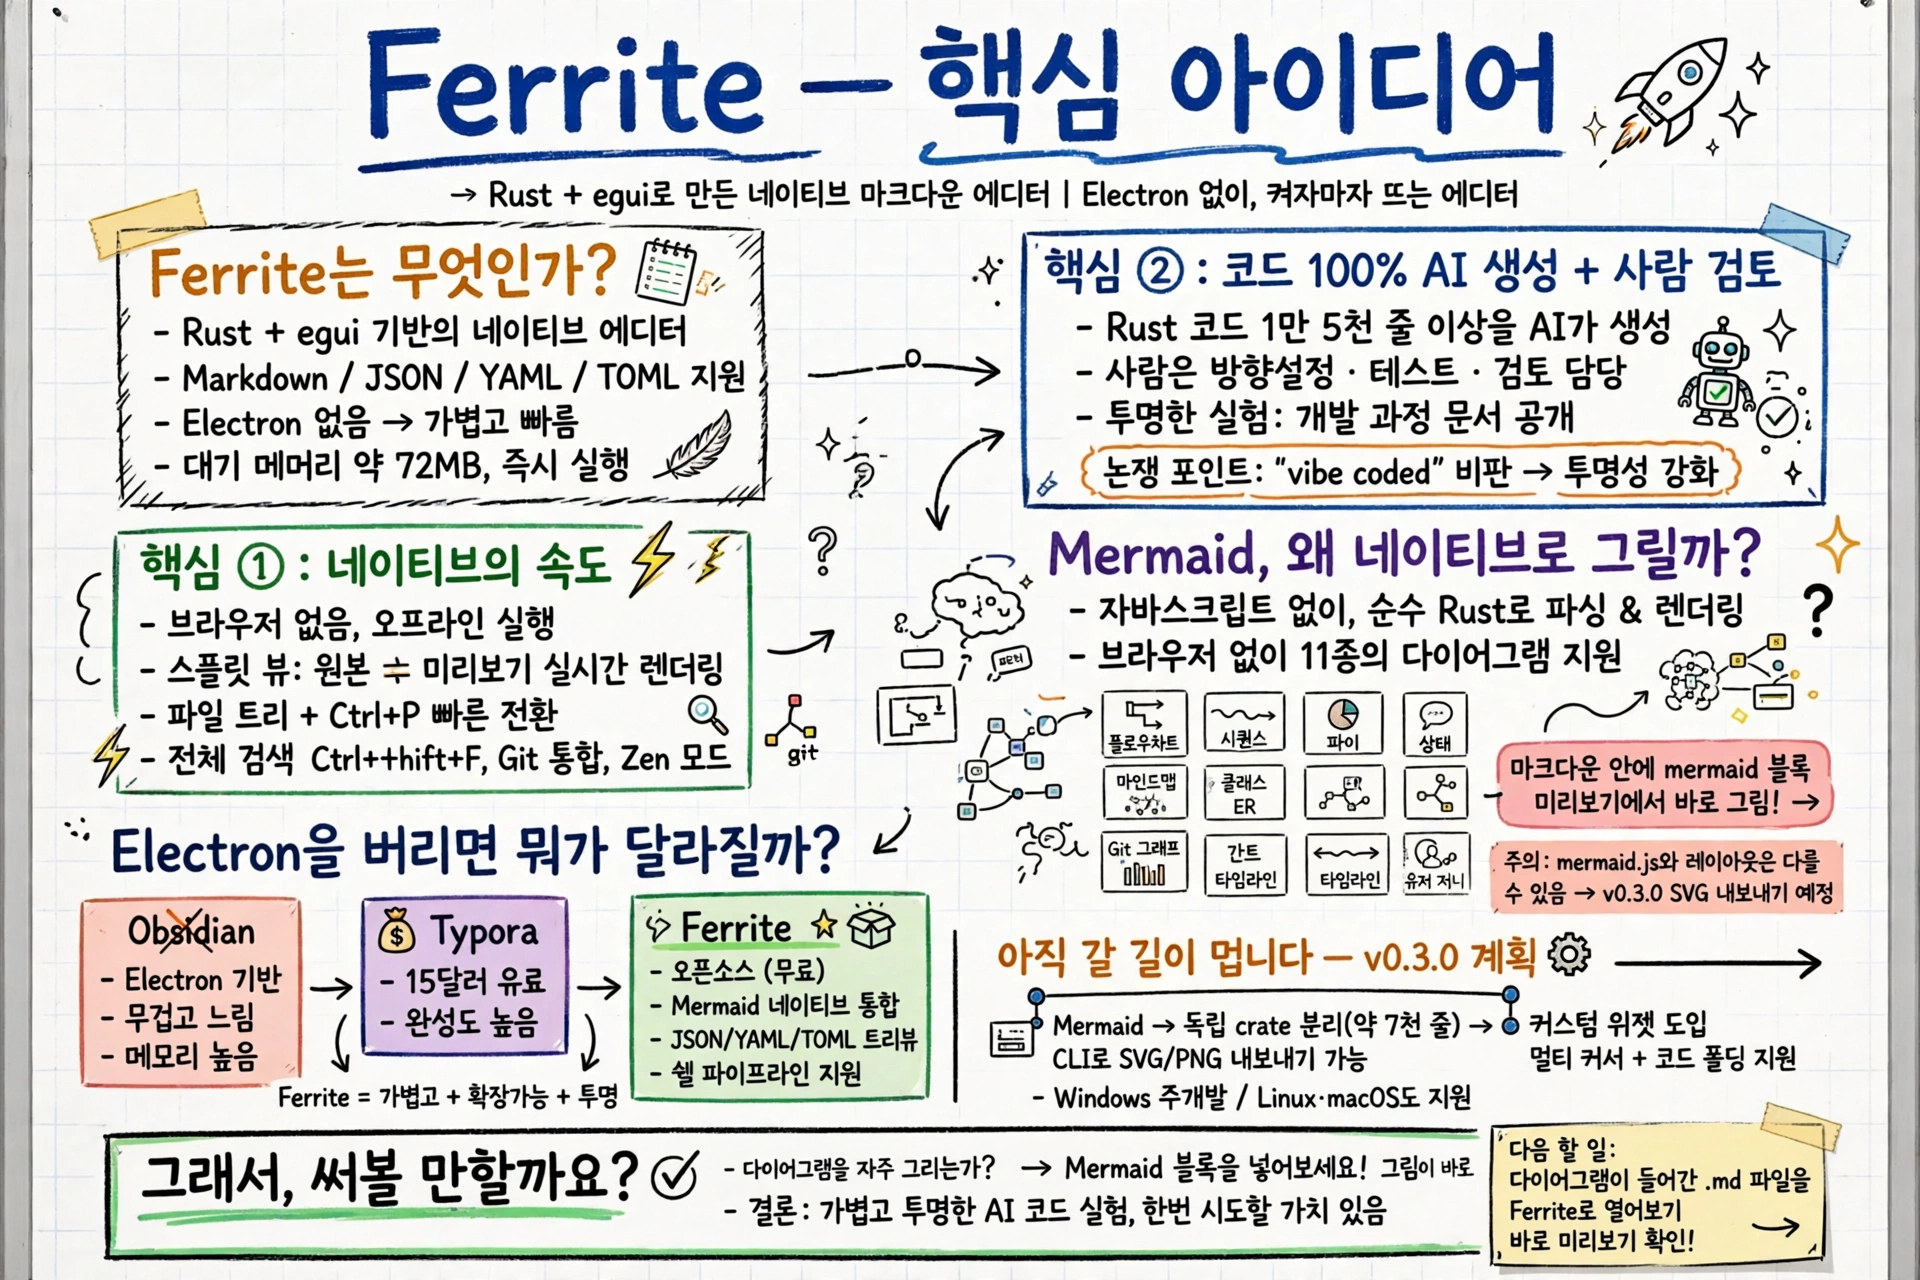 Ferrite – 핵심 아이디어
→ Rust + egui로 만든 네이티브 마크다운 에디터 | Electron 없이, 켜자마자 뜨는 에디터
Ferrite는 무엇인가?
- Rust + egui 기반의 네이티브 에디터
- Markdown / JSON / YAML / TOML 지원
- Electron 없음 → 가볍고 빠름
- 대기 메머리 약 72MB, 즉시 실행
핵심 ① : 네이티브의 속도
- 브라우저 없음, 오프라인 실행
- 스플릿 뷰: 원본 ≓ 미리보기 실시간 렌더링
- 파일 트리 + Ctrl+P 빠른 전환
- 전체 검색 Ctrl++hift+F, Git 통합, Zen 모드
git
핵심 ② : 코드 100% AI 생성 + 사람 검토
- Rust 코드 1만 5천 줄 이상을 AI가 생성
- 사람은 방향설정 · 테스트 · 검토 담당
- 투명한 실험: 개발 과정 문서 공개
논쟁 포인트: "vibe coded" 비판 → 투명성 강화
Mermaid, 왜 네이티브로 그릴까?
- 자바스크립트 없이, 순수 Rust로 파싱 & 렌더링
- 브라우저 없이 11종의 다이어그램 지원
플로우차트
시퀀스
파이
상태
마인드맵
클래스
ER
Git 그래프
간트
타임라인
타임라인
유저 저니
마크다운 안에 mermaid 블록
미리보기에서 바로 그림! →
주의: mermaid.js와 레이아웃은 다를
수 있음 → v0.3.0 SVG 내보내기 예정
Electron을 버리면 뭐가 달라질까?
Obsidian
- Electron 기반
- 무겁고 느림
- 메모리 높음
Typora
- 15달러 유료
- 완성도 높음
Ferrite
- 오픈소스 (무료)
- Mermaid 네이티브 통합
- JSON/YAML/TOML 트리뷰
- 쉘 파이프라인 지원
Ferrite = 가볍고 + 확장가능 + 투명
아직 갈 길이 멉니다 – v0.3.0 계획
Mermaid → 독립 crate 분리(약 7천 줄) →
CLI로 SVG/PNG 내보내기 가능
- Windows 주개발 / Linux·macOS도 지원
커스텀 위젯 도입
멀티 커서 + 코드 폴딩 지원
그래서, 써볼 만할까요?
- 다이어그램을 자주 그리는가? → Mermaid 블록을 넣어보세요! 그림이 바로
- 결론: 가볍고 투명한 AI 코드 실험, 한번 시도할 가치 있음
다음 할 일:
다이어그램이 들어간 .md 파일을
Ferrite로 열어보기
바로 미리보기 확인!